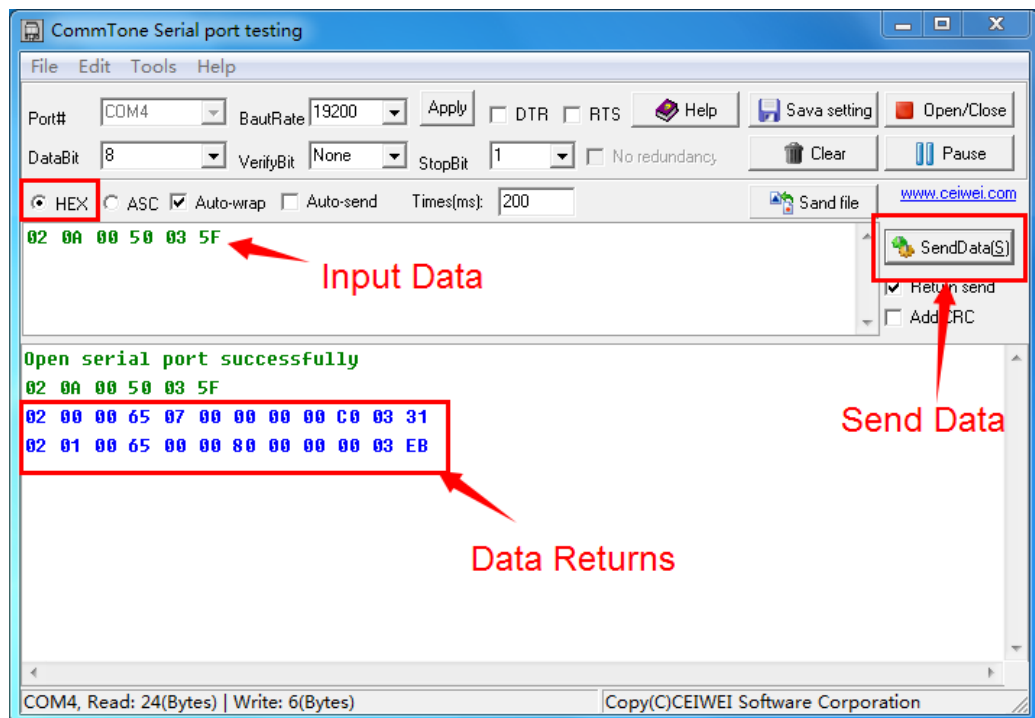 CommTone Serial port testing
File Edit Tools Help
Port# COM4 BautRate 19200 Apply DTR RTS Help Sava setting Open/Close
DataBit 8 VerifyBit None StopBit 1 No redundancy Clear Pause
HEX ASC Auto-wrap Auto-send Times(ms): 200 Sand file www.ceiwei.com
02 0A 00 50 03 5F
Input Data
SendData(S)
Return send
Add CRC
Open serial port successfully
02 0A 00 50 03 5F
02 00 00 65 07 00 00 00 00 C0 03 31
02 01 00 65 00 00 80 00 00 00 03 EB
Send Data
Data Returns
COM4, Read: 24(Bytes) | Write: 6(Bytes) Copy(C)CEIWEI Software Corporation